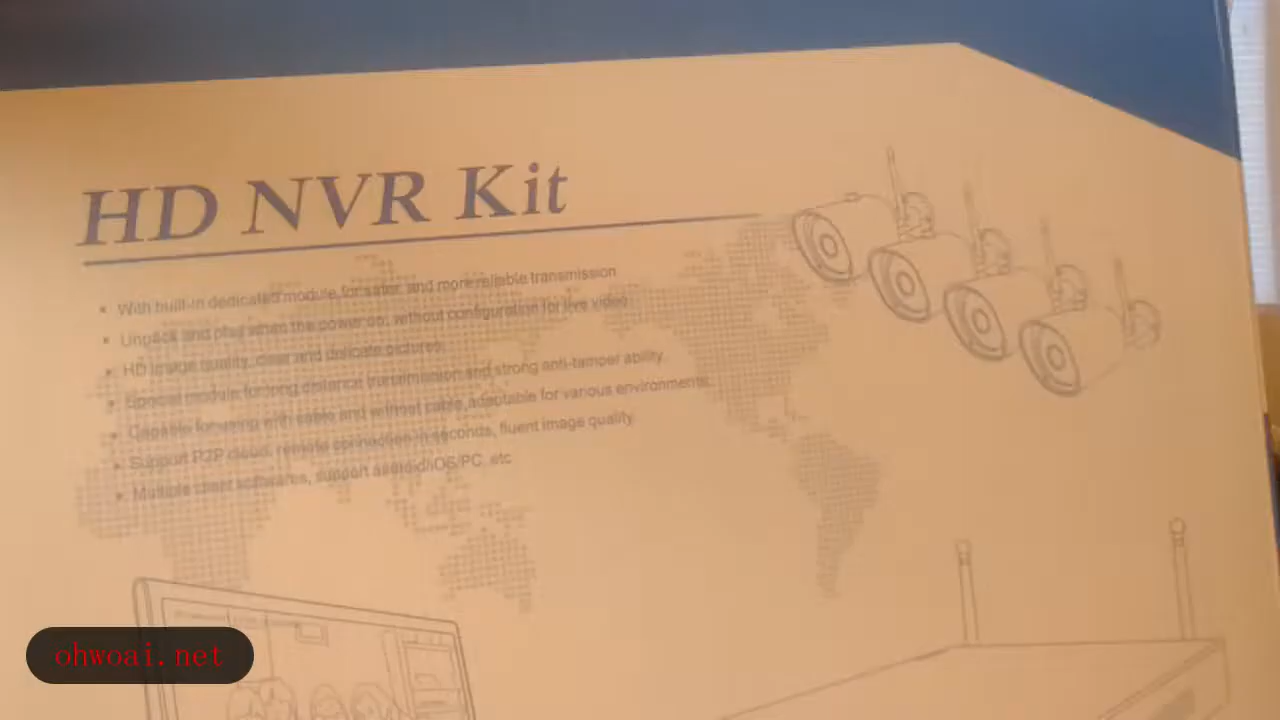 HD NVR Kit
With built-in dedicated module,for safer and more reliable transmission
Unpack and play when the power on, without configuration for live video
HD image quality, clear and delicate pictures
Special module for long distance transmission and strong anti-tamper ability
Capable for using with cable and without cable,adaptable for various environments
Support P2P cloud, remote connection in seconds, fluent image quality
Multiple client softwares, support android/iOS/PC etc
ohwoai.net